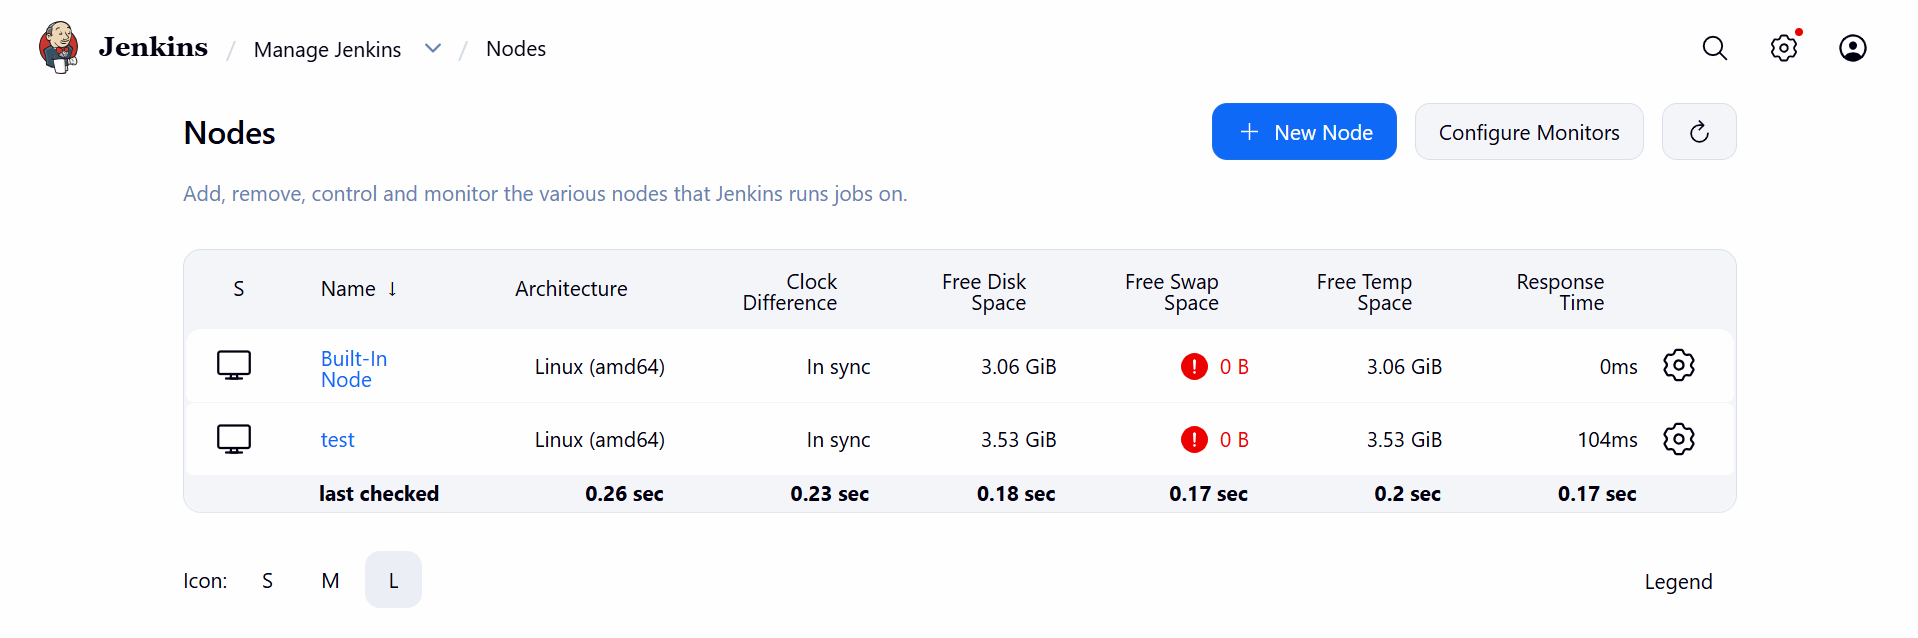 Jenkins / Manage Jenkins / Nodes
Nodes
+ New Node
Configure Monitors
Add, remove, control and monitor the various nodes that Jenkins runs jobs on.
S Name ↓ Architecture Clock Difference Free Disk Space Free Swap Space Free Temp Space Response Time
Built-In Node Linux (amd64) In sync 3.06 GiB 0 B 3.06 GiB 0ms
test Linux (amd64) In sync 3.53 GiB 0 B 3.53 GiB 104ms
last checked 0.26 sec 0.23 sec 0.18 sec 0.17 sec 0.2 sec 0.17 sec
Icon: S M L
Legend